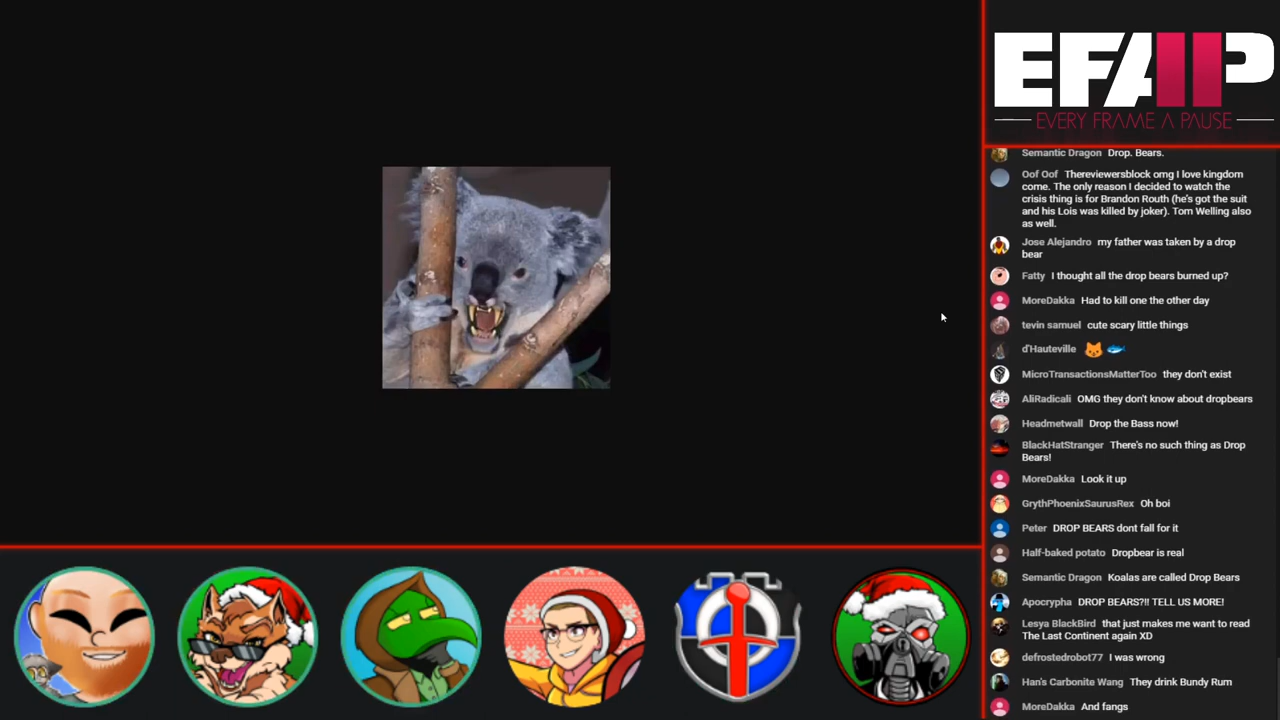 EFAP
EVERY FRAME A PAUSE
Semantic Dragon Drop. Bears.
Oof Oof Thereviewersblock omg I love kingdom
come. The only reason I decided to watch the
crisis thing is for Brandon Routh (he's got the suit
and his Lois was killed by joker). Tom Welling also
as well.
Jose Alejandro my father was taken by a drop
bear
Fatty I thought all the drop bears burned up?
MoreDakka Had to kill one the other day
tevin samuel cute scary little things
d'Hauteville 🐱 🐟
MicroTransactionsMatterToo they don't exist
AliRadicali OMG they don't know about dropbears
Headmetwall Drop the Bass now!
BlackHatStranger There's no such thing as Drop
Bears!
MoreDakka Look it up
GrythPhoenixSaurusRex Oh boi
Peter DROP BEARS dont fall for it
Half-baked potato Dropbear is real
Semantic Dragon Koalas are called Drop Bears
Apocrypha DROP BEARS?!! TELL US MORE!
Lesya BlackBird that just makes me want to read
The Last Continent again XD
defrostedrobot77 I was wrong
Han's Carbonite Wang They drink Bundy Rum
MoreDakka And fangs